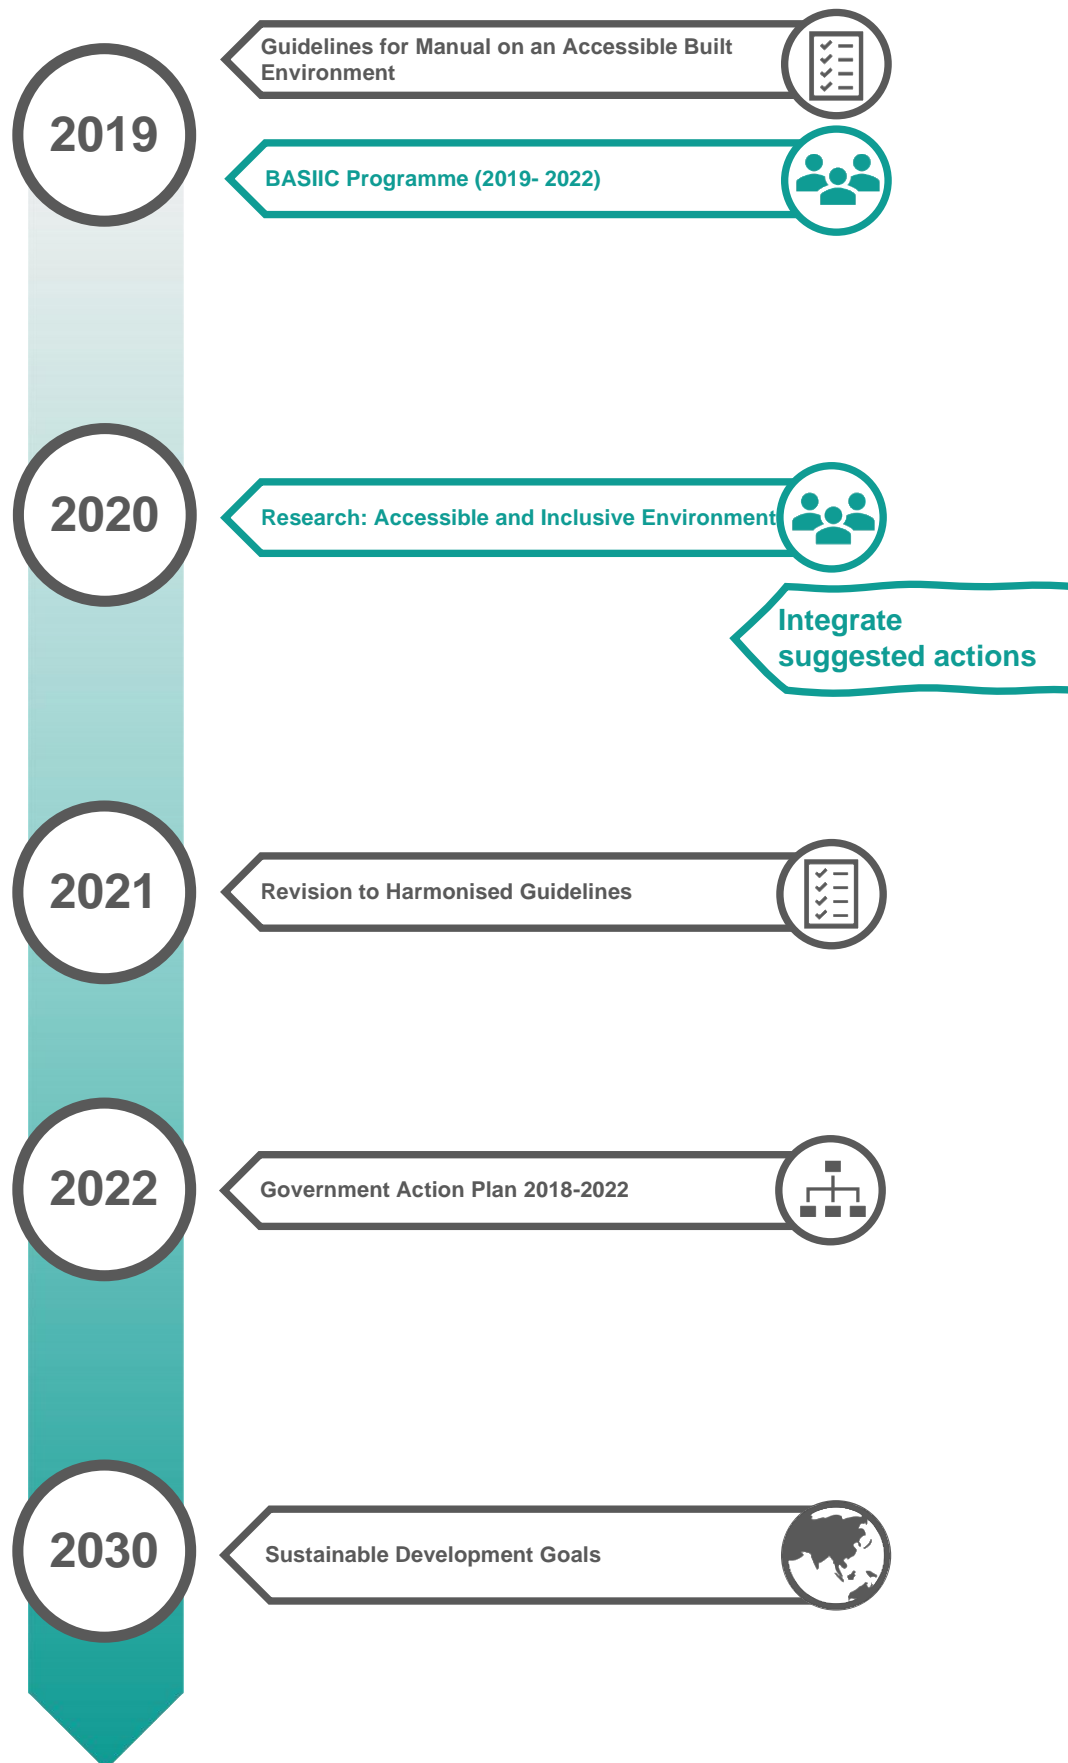 2019
Guidelines for Manual on an Accessible Built
Environment
BASIIC Programme (2019- 2022)
2020
Research: Accessible and Inclusive Environment
Integrate
suggested actions
2021
Revision to Harmonised Guidelines
2022
Government Action Plan 2018-2022
2030
Sustainable Development Goals